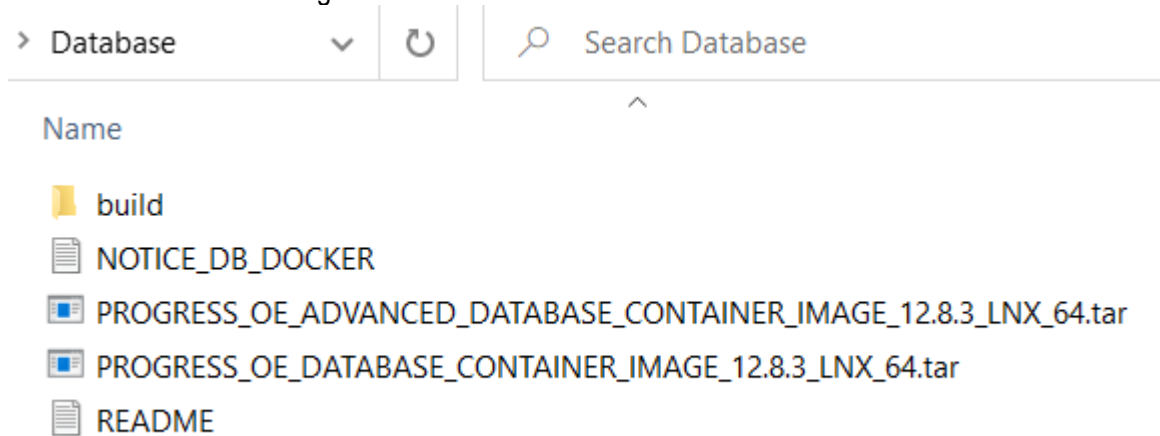 Database
Search Database
Name
build
NOTICE_DB_DOCKER
PROGRESS_OE_ADVANCED_DATABASE_CONTAINER_IMAGE_12.8.3_LNX_64.tar
PROGRESS_OE_DATABASE_CONTAINER_IMAGE_12.8.3_LNX_64.tar
README